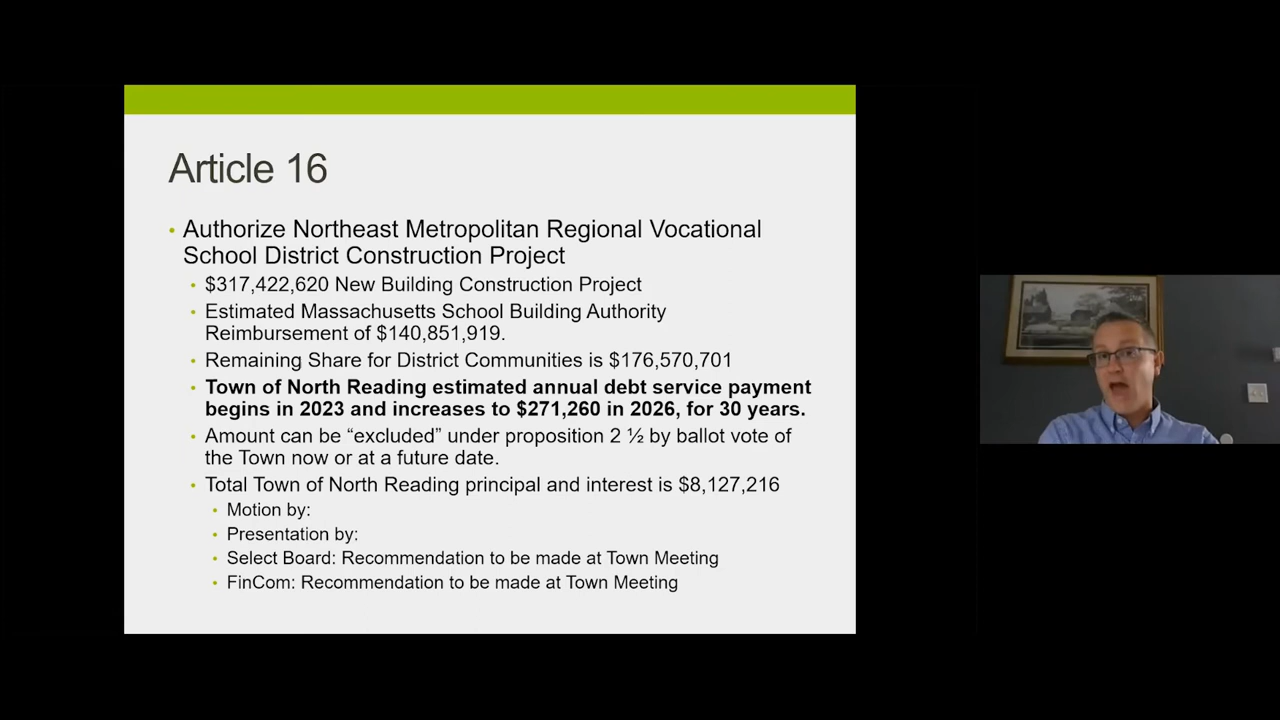 Article 16
• Authorize Northeast Metropolitan Regional Vocational
School District Construction Project
• $317,422,620 New Building Construction Project
• Estimated Massachusetts School Building Authority
Reimbursement of $140,851,919.
• Remaining Share for District Communities is $176,570,701
• Town of North Reading estimated annual debt service payment
begins in 2023 and increases to $271,260 in 2026, for 30 years.
• Amount can be “excluded” under proposition 2 ½ by ballot vote of
the Town now or at a future date.
• Total Town of North Reading principal and interest is $8,127,216
• Motion by:
• Presentation by:
• Select Board: Recommendation to be made at Town Meeting
• FinCom: Recommendation to be made at Town Meeting